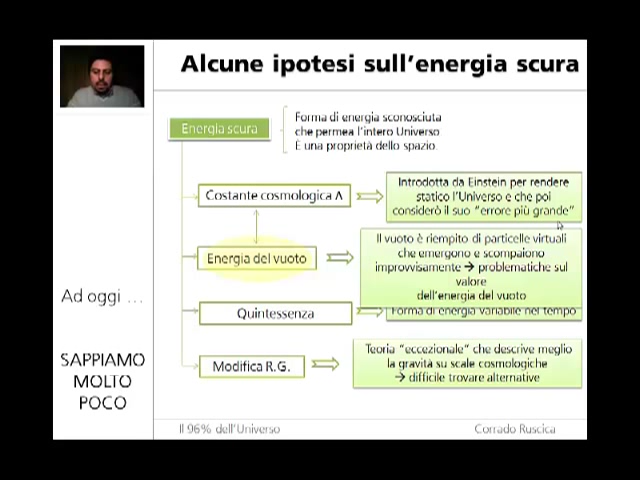 Alcune ipotesi sull'energia scura
Energia scura
Forma di energia sconosciuta
che permea l'intero Universo
È una proprietà dello spazio.
Costante cosmologica Λ
Introdotta da Einstein per rendere
statico l'Universo e che poi
considerò il suo "errore più grande"
Energia del vuoto
Il vuoto è riempito di particelle virtuali
che emergono e scompaiono
improvvisamente → problematiche sul
valore
dell'energia del vuoto
Quintessenza
Forma di energia variabile nel tempo
Modifica R.G.
Teoria "eccezionale" che descrive meglio
la gravità su scale cosmologiche
→ difficile trovare alternative
Ad oggi ...
SAPPIAMO
MOLTO
POCO
Il 96% dell'Universo
Corrado Ruscica